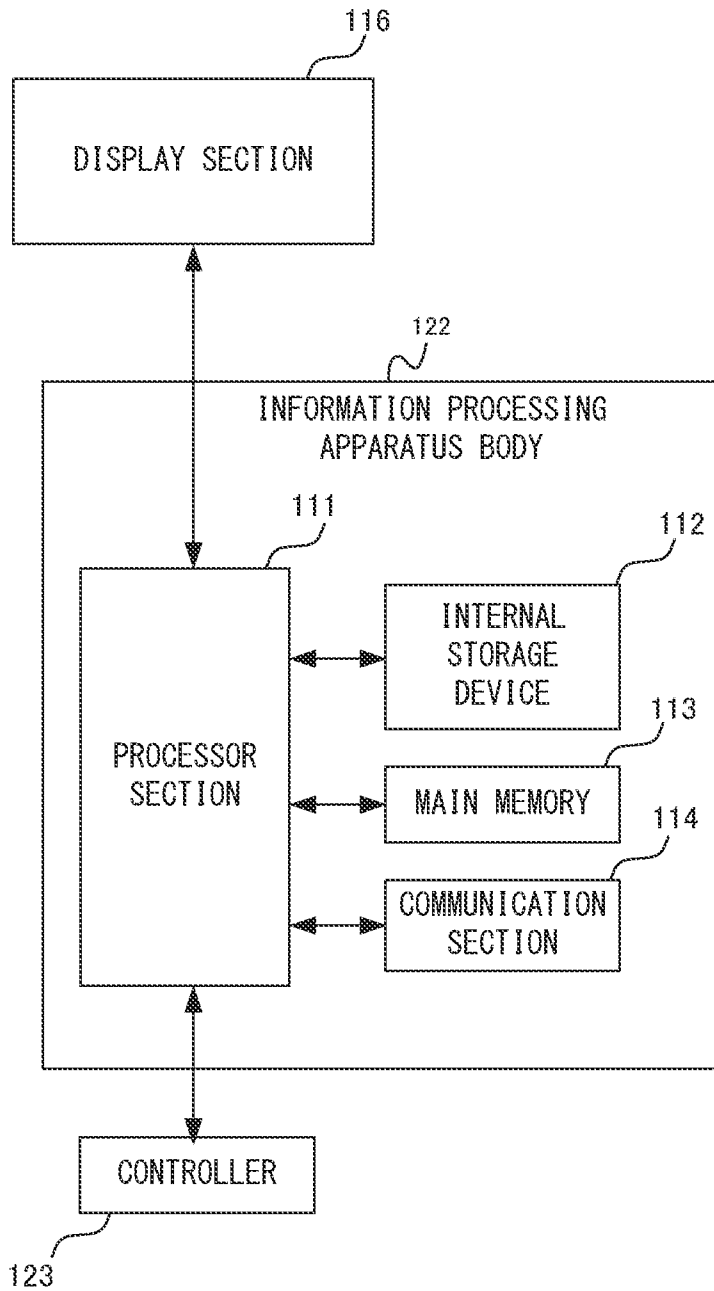 116
DISPLAY SECTION
122
INFORMATION PROCESSING
APPARATUS BODY
111
112
INTERNAL
STORAGE
DEVICE
113
PROCESSOR
SECTION
MAIN MEMORY
114
COMMUNICATION
SECTION
CONTROLLER
123